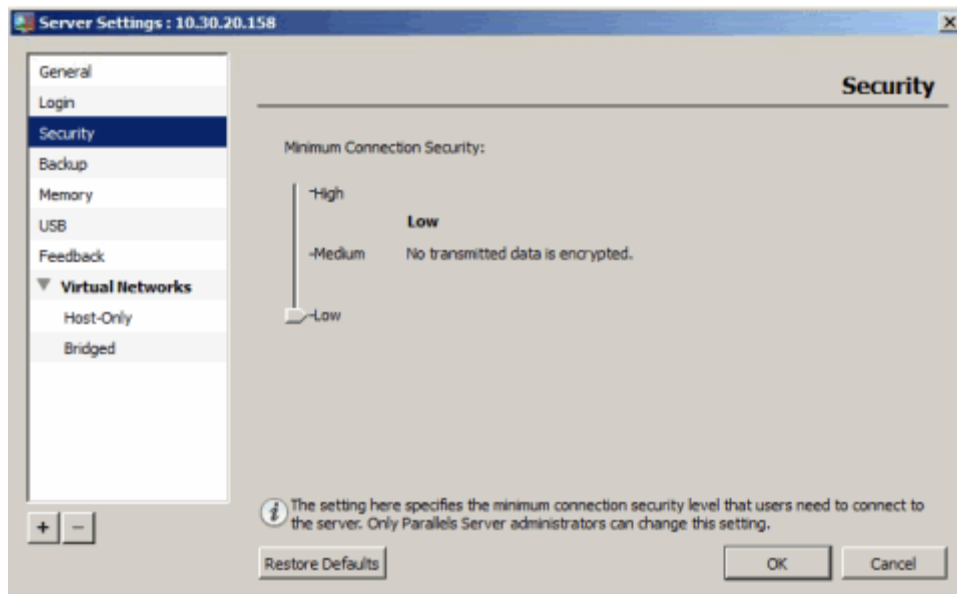 Server Settings : 10.30.20.158
General
Login
Security
Backup
Memory
USB
Feedback
Virtual Networks
Host-Only
Bridged
Security
Minimum Connection Security:
High
Low
Medium
No transmitted data is encrypted.
Low
The setting here specifies the minimum connection security level that users need to connect to
the server. Only Parallels Server administrators can change this setting.
Restore Defaults
OK
Cancel